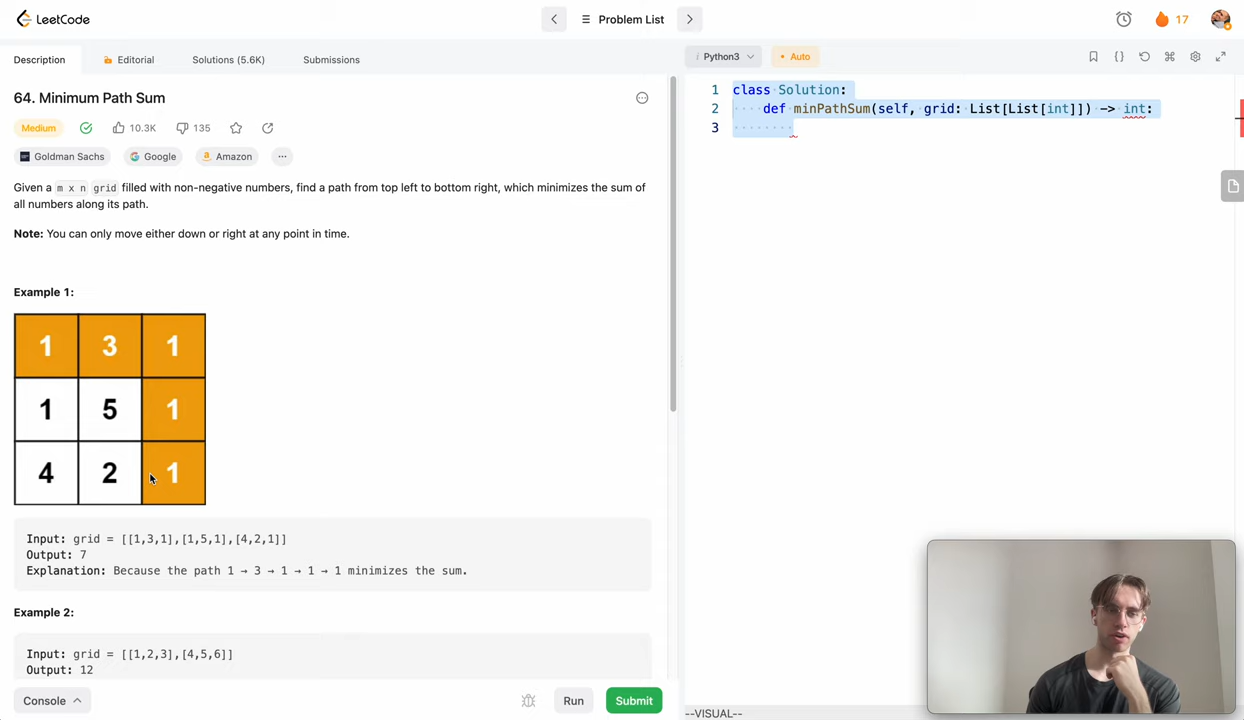 LeetCode
Problem List
17
Description
Editorial
Solutions (5.6K)
Submissions
64. Minimum Path Sum
Medium
10.3K
135
Goldman Sachs
Google
Amazon
...
Given a m x n grid filled with non-negative numbers, find a path from top left to bottom right, which minimizes the sum of
all numbers along its path.
Note: You can only move either down or right at any point in time.
Example 1:
1 3 1
1 5 1
4 2 1
Input: grid = [[1,3,1],[1,5,1],[4,2,1]]
Output: 7
Explanation: Because the path 1 → 3 → 1 → 1 → 1 minimizes the sum.
Example 2:
Input: grid = [[1,2,3],[4,5,6]]
Output: 12
Console
Run
Submit
i Python3
• Auto
{}
1 class Solution:
2 def minPathSum(self, grid: List[List[int]]) -> int:
3
--VISUAL--